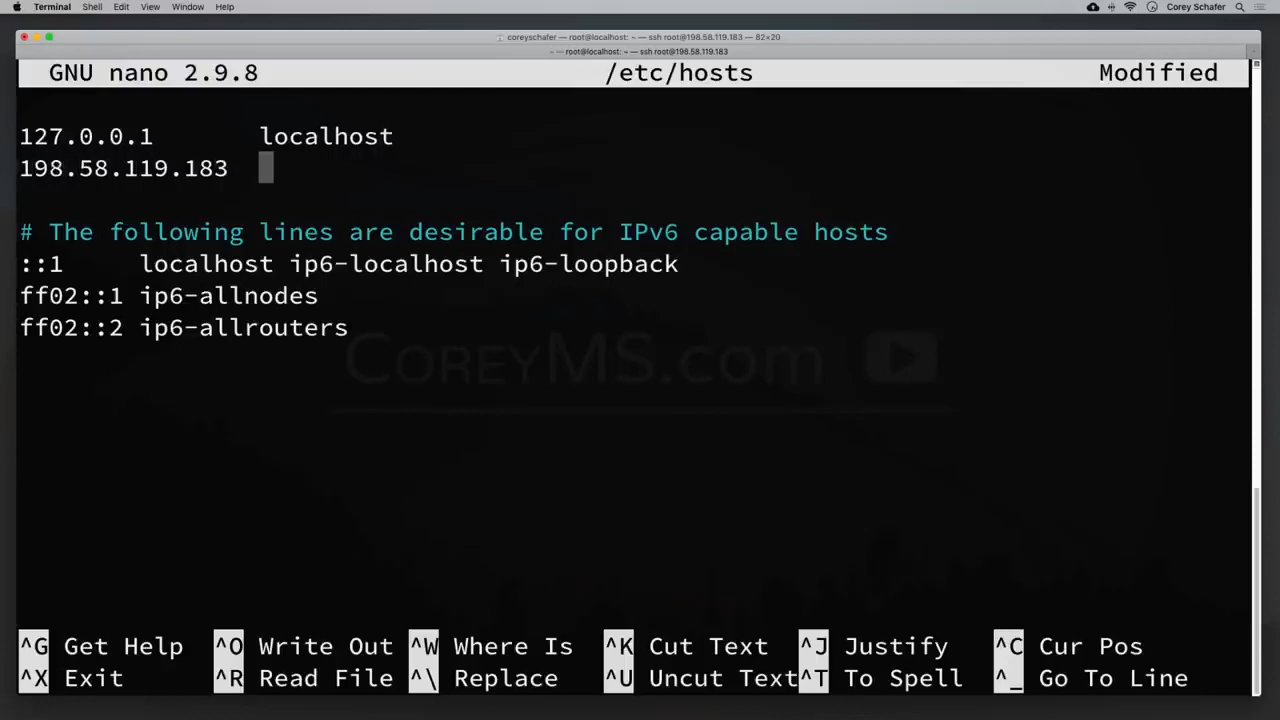 Terminal Shell Edit View Window Help Corey Schafer
coreyschafer — root@localhost: ~ — ssh root@198.58.119.183 — 82×20
~ — root@localhost: ~ — ssh root@198.58.119.183
GNU nano 2.9.8 /etc/hosts Modified
127.0.0.1 localhost
198.58.119.183
# The following lines are desirable for IPv6 capable hosts
::1 localhost ip6-localhost ip6-loopback
ff02::1 ip6-allnodes
ff02::2 ip6-allrouters
CoreyMS.com
^G Get Help ^O Write Out ^W Where Is ^K Cut Text ^J Justify ^C Cur Pos
^X Exit ^R Read File ^\ Replace ^U Uncut Text ^T To Spell ^_ Go To Line